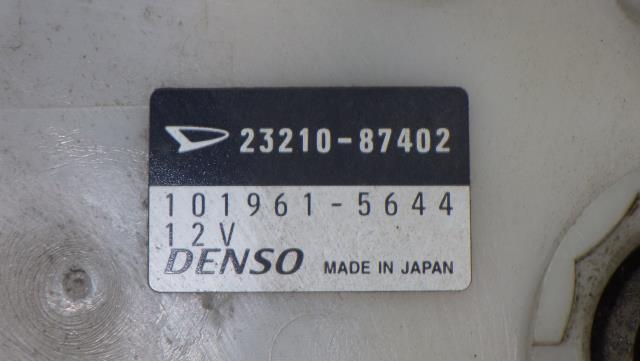 23210-87402
101961-5644
12V
DENSO MADE IN JAPAN